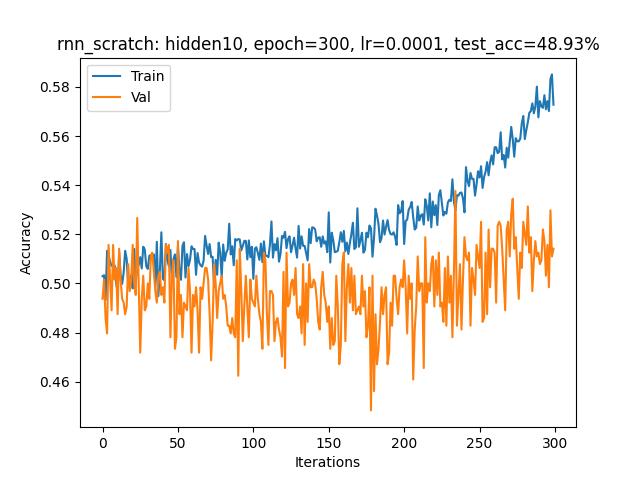 rnn_scratch: hidden10, epoch=300, lr=0.0001, test_acc=48.93%
Train
Val
0.58
0.56
0.54
0.52
0.50
0.48
0.46
Accuracy
0 50 100 150 200 250 300
Iterations